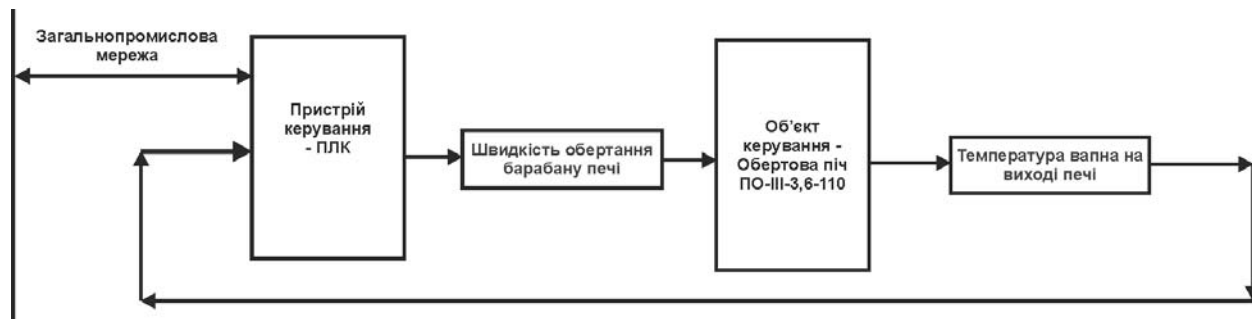 Загальнопромислова
мережа
Пристрій
керування
- ПЛК
Швидкість обертання
барабану печі
Об'єкт
керування -
Обертова піч
ПО-III-3,6-110
Температура вапна на
виході печі